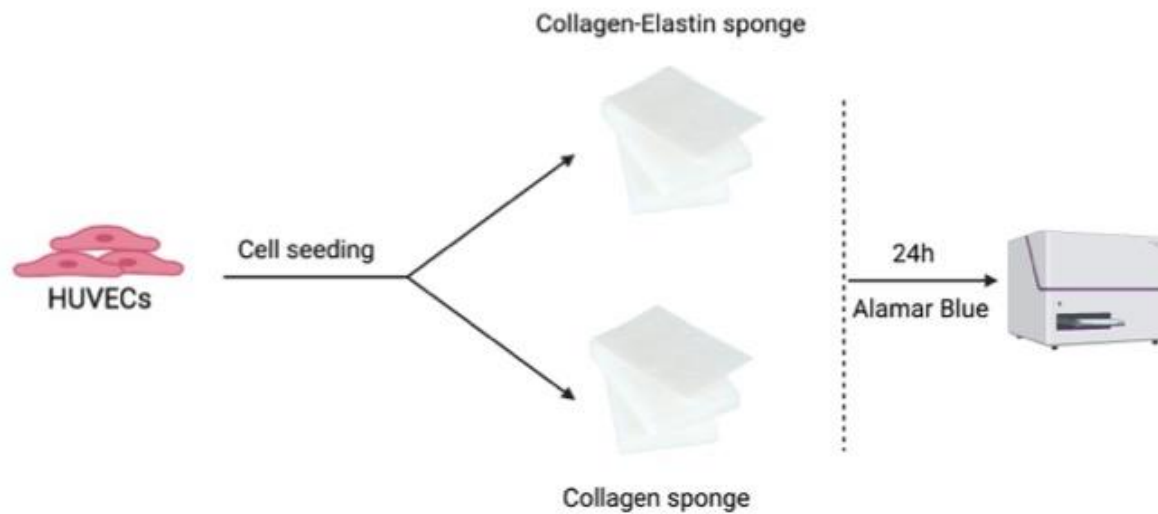 Collagen-Elastin sponge
Cell seeding
HUVECs
24h
Alamar Blue
Collagen sponge